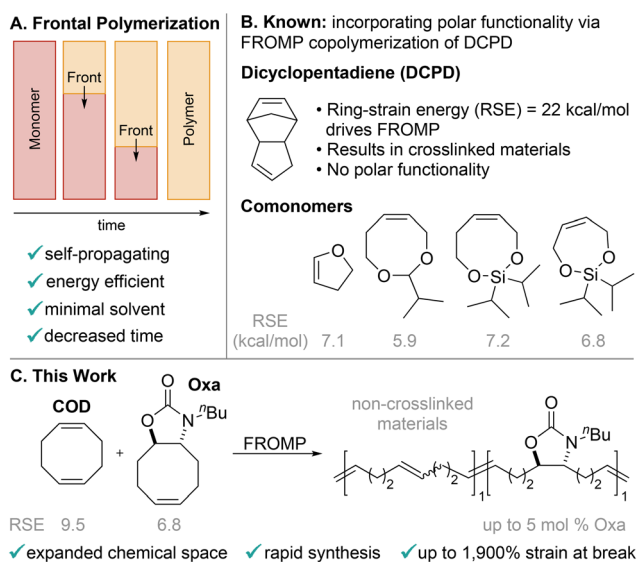 A. Frontal Polymerization
Monomer
Front
Front
Polymer
time
✓self-propagating
✓energy efficient
✓minimal solvent
✓decreased time
B. Known: incorporating polar functionality via
FROMP copolymerization of DCPD
Dicyclopentadiene (DCPD)
• Ring-strain energy (RSE) = 22 kcal/mol
drives FROMP
• Results in crosslinked materials
• No polar functionality
Comonomers
O
O
O
O
Si
O
O
Si
O
RSE
(kcal/mol) 7.1 5.9 7.2 6.8
C. This Work
COD
+
Oxa
O
O
N
nBu
FROMP
non-crosslinked
materials
O
O
N
nBu
2
2
1
2
2
1
RSE 9.5 6.8 up to 5 mol % Oxa
✓expanded chemical space ✓rapid synthesis ✓up to 1,900% strain at break